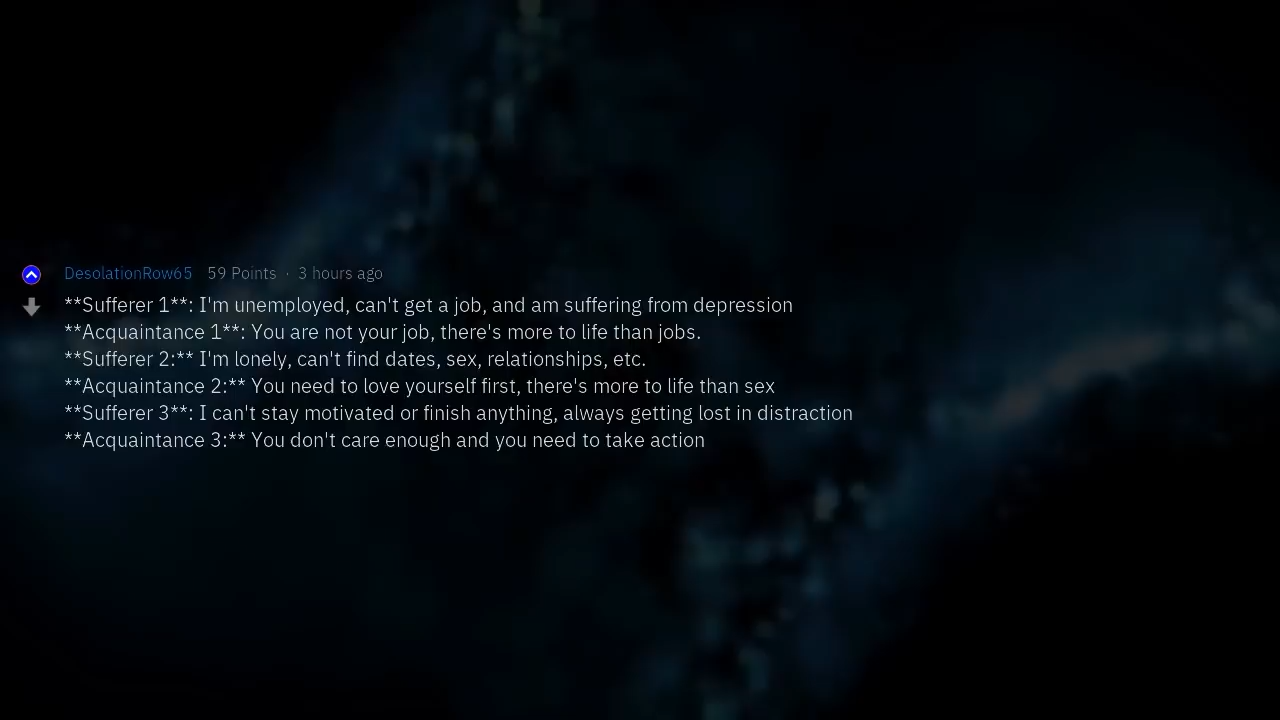 DesolationRow65 59 Points · 3 hours ago
**Sufferer 1**: I'm unemployed, can't get a job, and am suffering from depression
**Acquaintance 1**: You are not your job, there's more to life than jobs.
**Sufferer 2:** I'm lonely, can't find dates, sex, relationships, etc.
**Acquaintance 2:** You need to love yourself first, there's more to life than sex
**Sufferer 3**: I can't stay motivated or finish anything, always getting lost in distraction
**Acquaintance 3:** You don't care enough and you need to take action